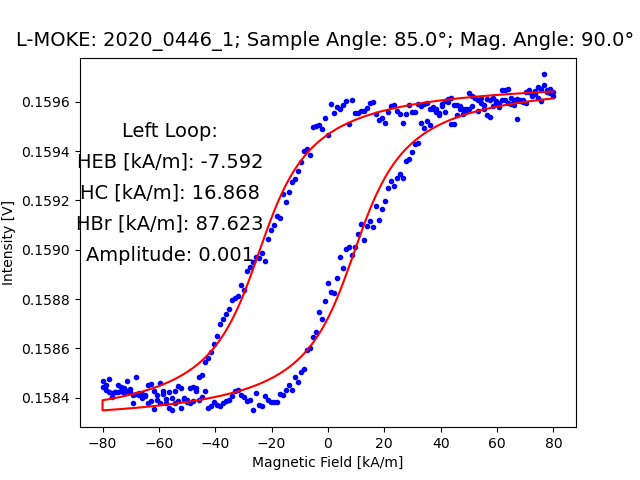 L-MOKE: 2020_0446_1; Sample Angle: 85.0°; Mag. Angle: 90.0°
Left Loop:
HEB [kA/m]: -7.592
HC [kA/m]: 16.868
HBr [kA/m]: 87.623
Amplitude: 0.001
Intensity [V]
0.1596
0.1594
0.1592
0.1590
0.1588
0.1586
0.1584
−80 −60 −40 −20 0 20 40 60 80
Magnetic Field [kA/m]